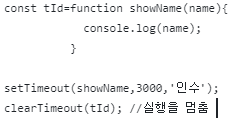 const tId=function showName(name){
console.log(name);
}
setTimeout(showName,3000,'인수');
clearTimeout(tId); //실행을 멈춤